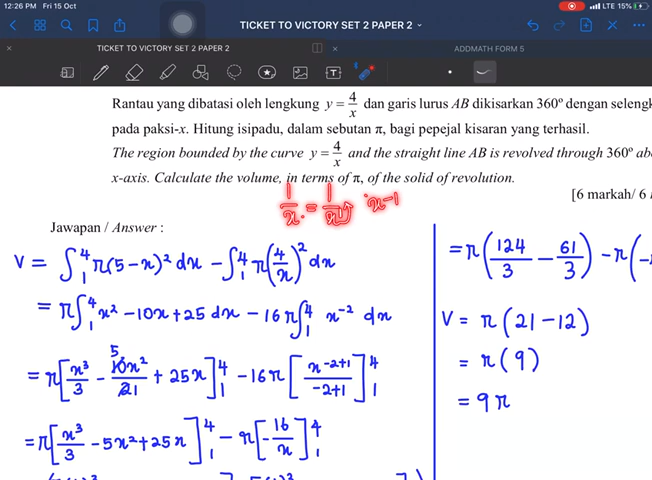 12:26 PM Fri 15 Oct
TICKET TO VICTORY SET 2 PAPER 2
LTE 15%
TICKET TO VICTORY SET 2 PAPER 2
ADDMATH FORM 5
Rantau yang dibatasi oleh lengkung y = 4/x dan garis lurus AB dikisarkan 360° dengan selengk
pada paksi-x. Hitung isipadu, dalam sebutan π, bagi pepejal kisaran yang terhasil.
The region bounded by the curve y = 4/x and the straight line AB is revolved through 360° abo
x-axis. Calculate the volume, in terms of π, of the solid of revolution.
[6 markah/ 6
1/x = 1/x¹ x-1
Jawapan / Answer :
V = ∫₁⁴ π(5-x)² dx - ∫₁⁴ π(4/x)² dx
= π∫₁⁴ x² - 10x + 25 dx - 16π∫₁⁴ x⁻² dx
= π[x³/3 - 5 10x²/21 + 25x]₁⁴ - 16π[x⁻²⁺¹/-2+1]₁⁴
= π[x³/3 - 5x² + 25x]₁⁴ - π[-16/x]₁⁴
= π(124/3 - 61/3) - π(-
V = π(21-12)
= π(9)
= 9π